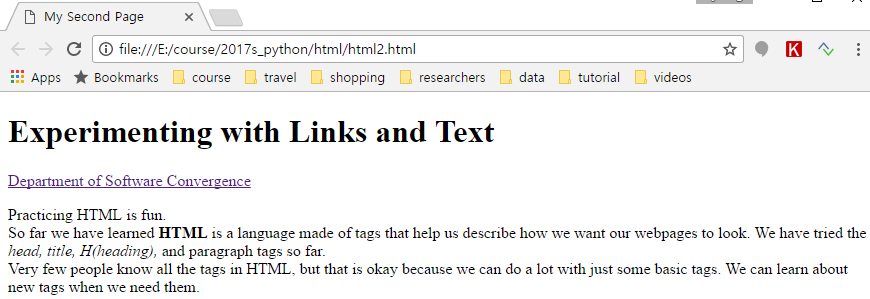 My Second Page
file:///E:/course/2017s_python/html/html2.html
K
Apps Bookmarks course travel shopping researchers data tutorial videos
Experimenting with Links and Text
Department of Software Convergence
Practicing HTML is fun.
So far we have learned HTML is a language made of tags that help us describe how we want our webpages to look. We have tried the
head, title, H(heading), and paragraph tags so far.
Very few people know all the tags in HTML, but that is okay because we can do a lot with just some basic tags. We can learn about
new tags when we need them.